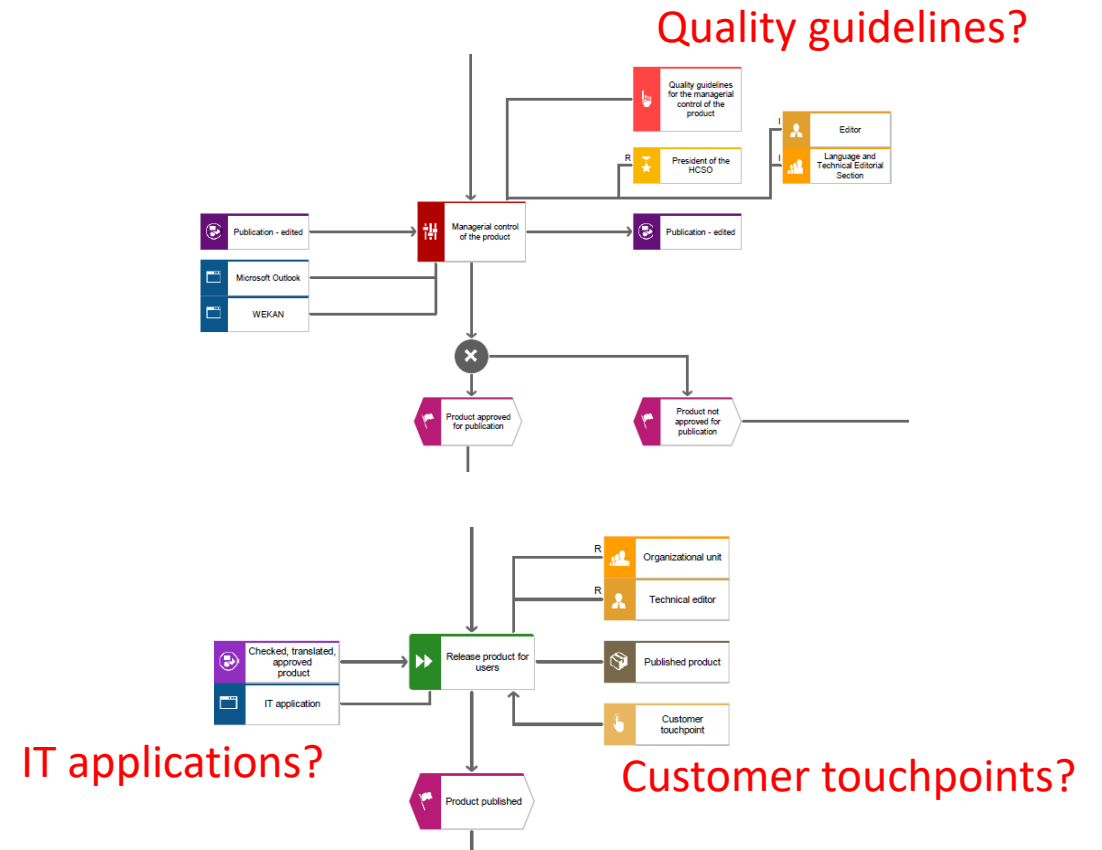 Quality guidelines?
Quality guidelines
for the managerial
control of the
product
I
Editor
R
President of the
HCSO
I
Language and
Technical Editorial
Section
Publication - edited
Managerial control
of the product
Publication - edited
Microsoft Outlook
WEKAN
Product approved
for publication
Product not
approved for
publication
R
Organizational unit
R
Technical editor
Checked, translated,
approved
product
Release product for
users
Published product
IT application
Customer
touchpoint
IT applications?
Customer touchpoints?
Product published